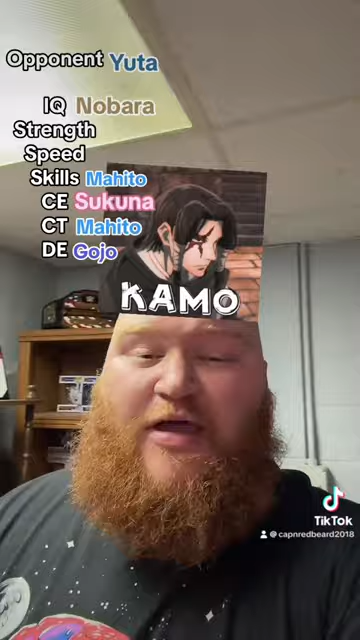 Opponent Yuta
IQ Nobara
Strength
Speed
Skills Mahito
CE Sukuna
CT Mahito
DE Gojo
KAMO
TikTok
@capnredbeard2018